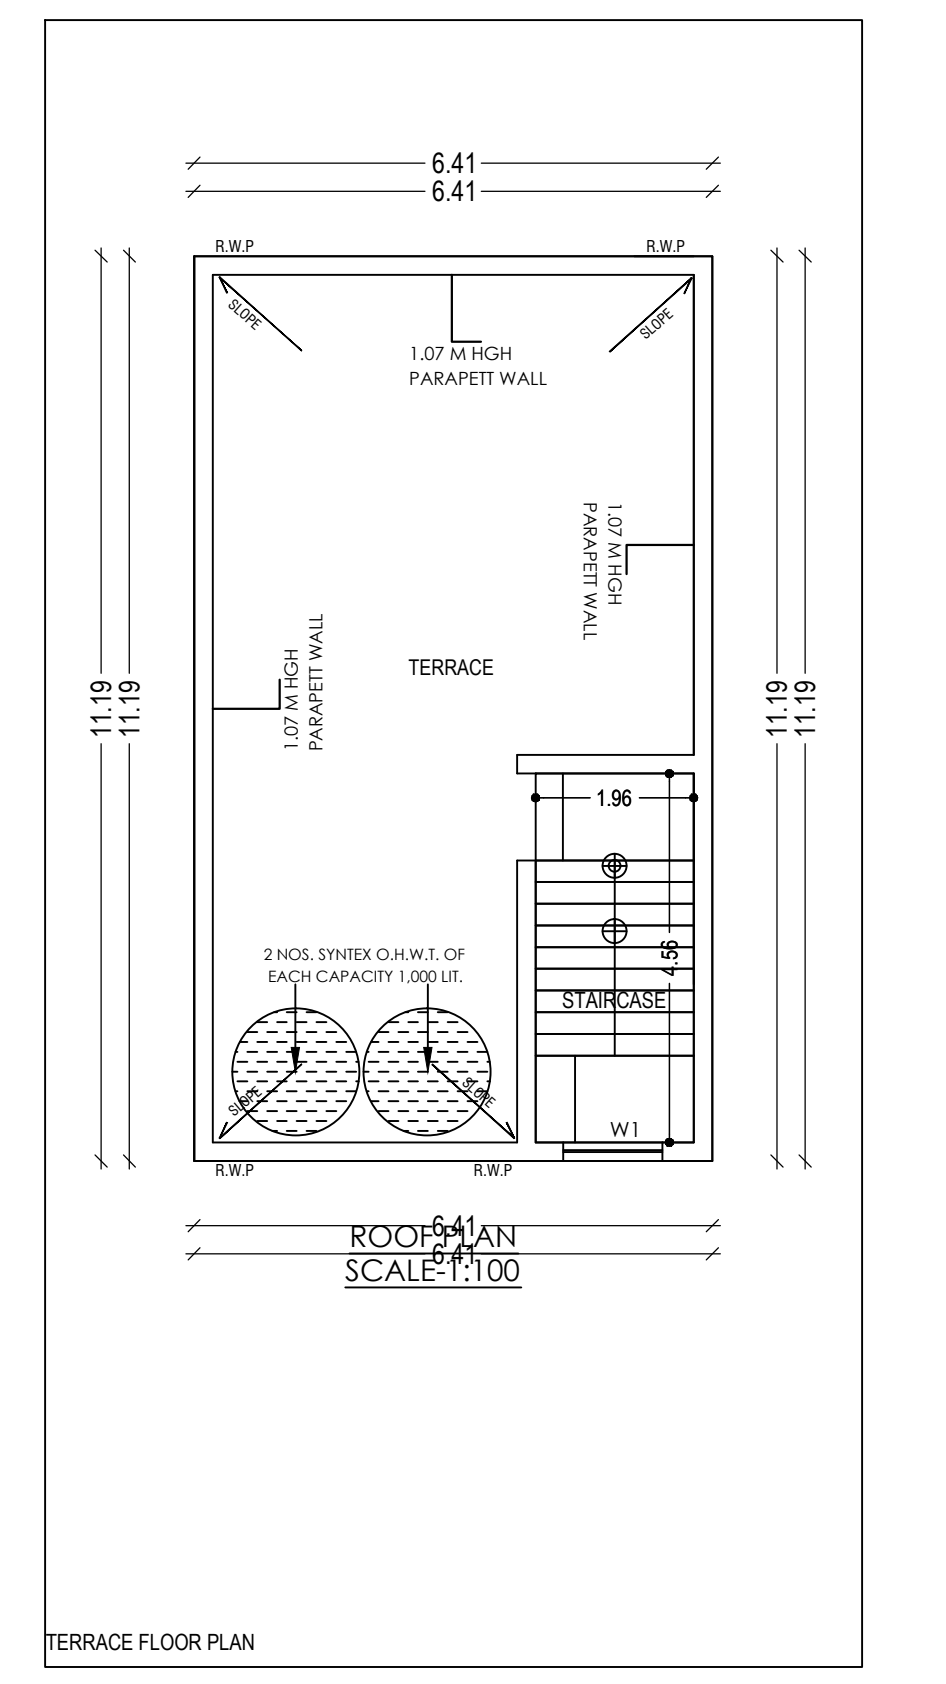 6.41
6.41
R.W.P
R.W.P
SLOPE
SLOPE
1.07 M HGH
PARAPETT WALL
1.07 M HGH
PARAPETT WALL
1.07 M HGH
PARAPETT WALL
TERRACE
11.19
11.19
11.19
11.19
1.96
4.56
2 NOS. SYNTEX O.H.W.T. OF
EACH CAPACITY 1,000 LIT.
STAIRCASE
SLOPE
SLOPE
W1
R.W.P
R.W.P
6.41
ROOF PLAN
6.41
SCALE-1:100
TERRACE FLOOR PLAN